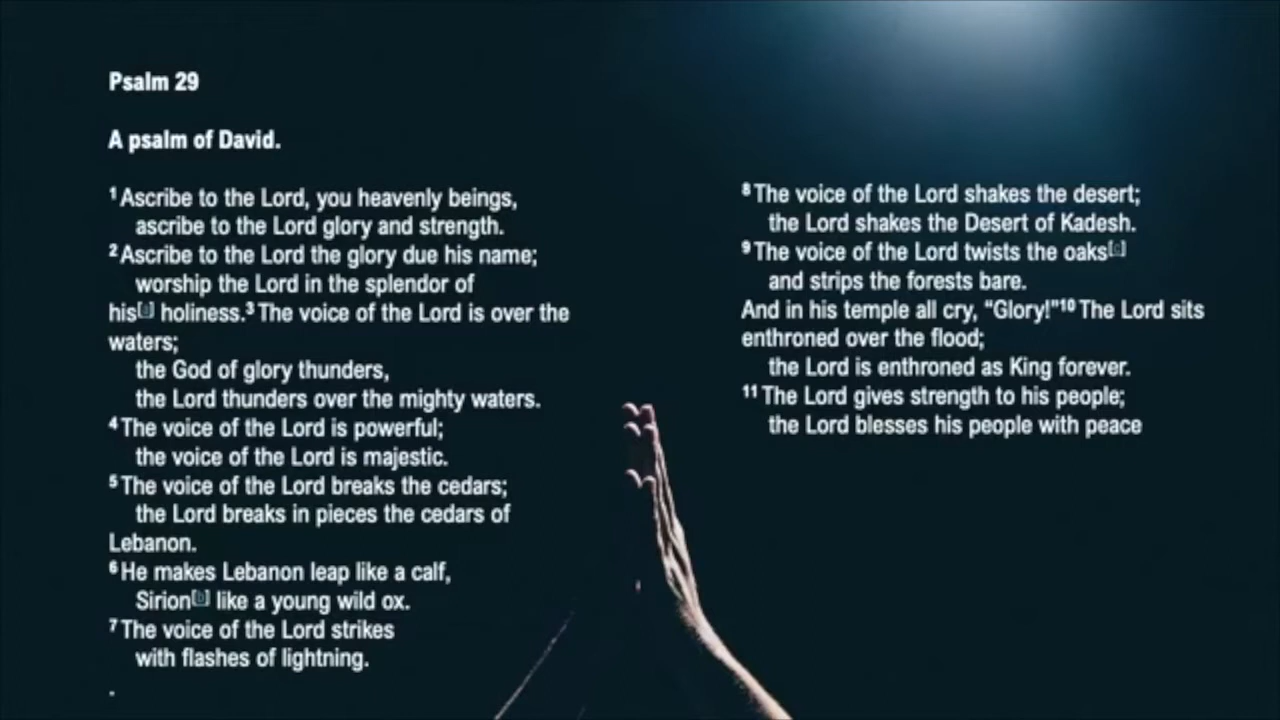 Psalm 29
A psalm of David.
1 Ascribe to the Lord, you heavenly beings,
ascribe to the Lord glory and strength.
2 Ascribe to the Lord the glory due his name;
worship the Lord in the splendor of
his[a] holiness.3 The voice of the Lord is over the
waters;
the God of glory thunders,
the Lord thunders over the mighty waters.
4 The voice of the Lord is powerful;
the voice of the Lord is majestic.
5 The voice of the Lord breaks the cedars;
the Lord breaks in pieces the cedars of
Lebanon.
6 He makes Lebanon leap like a calf,
Sirion[b] like a young wild ox.
7 The voice of the Lord strikes
with flashes of lightning.
.
8 The voice of the Lord shakes the desert;
the Lord shakes the Desert of Kadesh.
9 The voice of the Lord twists the oaks[c]
and strips the forests bare.
And in his temple all cry, “Glory!”10 The Lord sits
enthroned over the flood;
the Lord is enthroned as King forever.
11 The Lord gives strength to his people;
the Lord blesses his people with peace